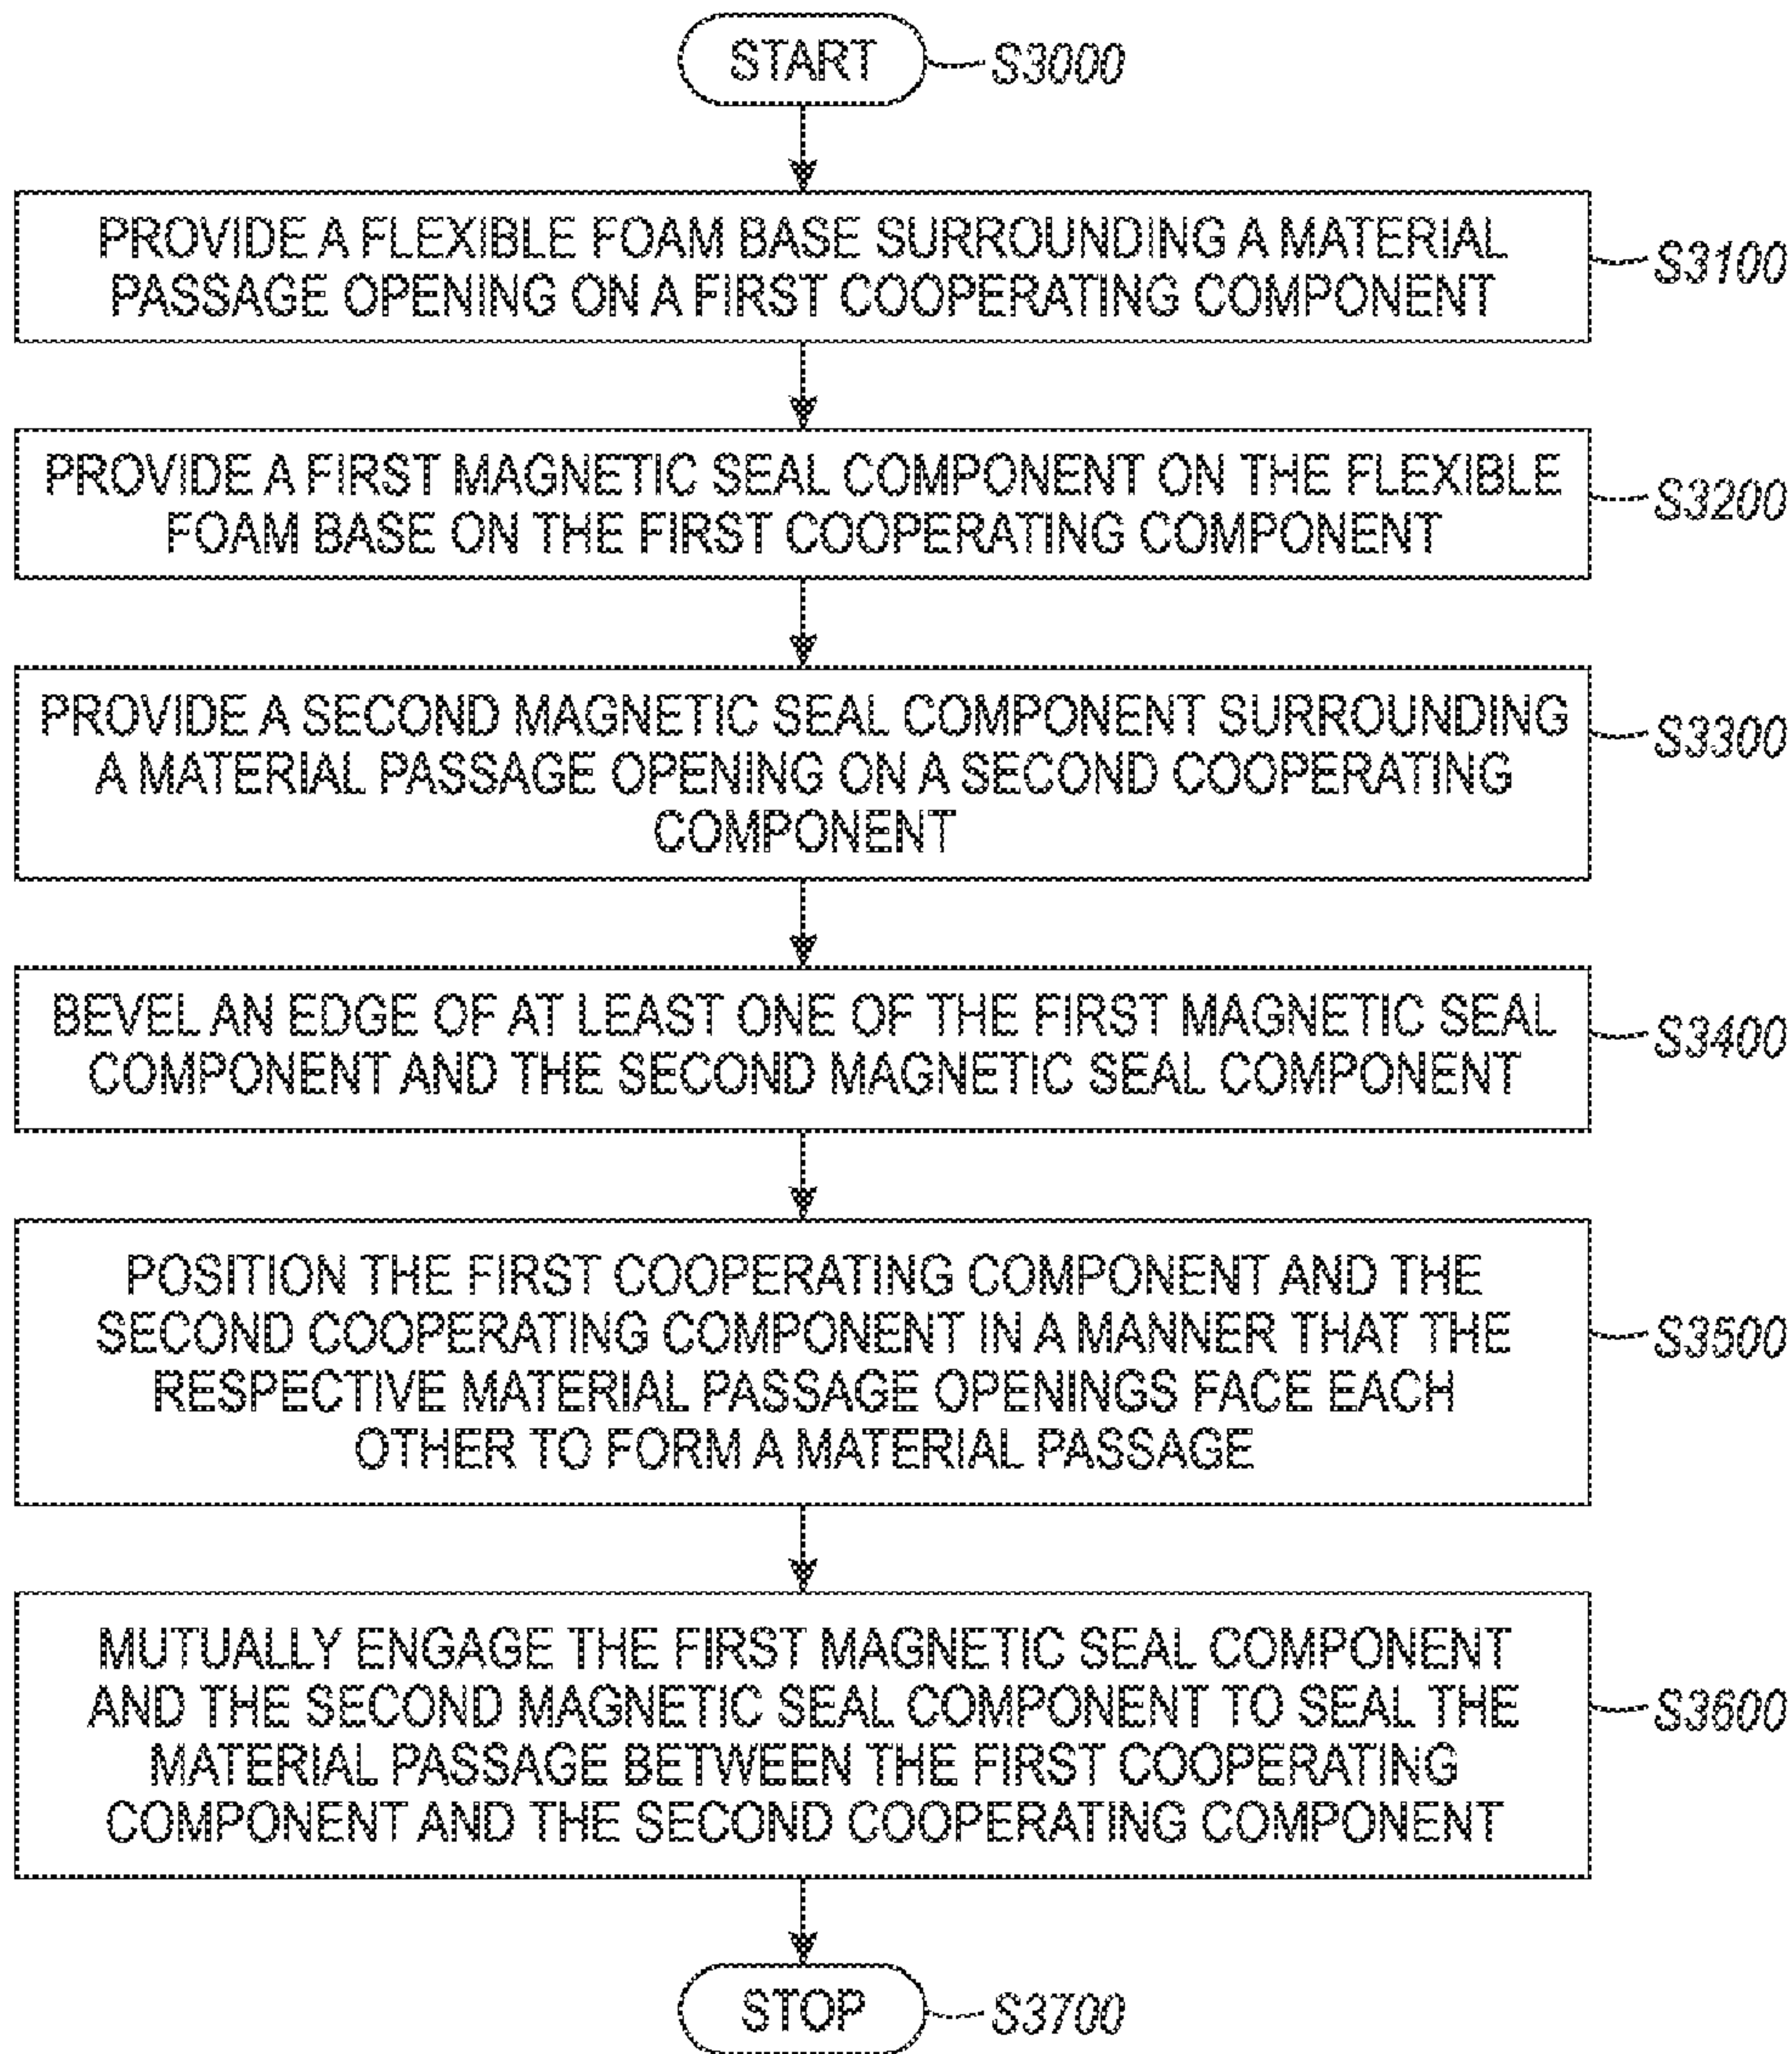 START
S3000
PROVIDE A FLEXIBLE FOAM BASE SURROUNDING A MATERIAL
PASSAGE OPENING ON A FIRST COOPERATING COMPONENT
S3100
PROVIDE A FIRST MAGNETIC SEAL COMPONENT ON THE FLEXIBLE
FOAM BASE ON THE FIRST COOPERATING COMPONENT
S3200
PROVIDE A SECOND MAGNETIC SEAL COMPONENT SURROUNDING
A MATERIAL PASSAGE OPENING ON A SECOND COOPERATING
COMPONENT
S3300
BEVEL AN EDGE OF AT LEAST ONE OF THE FIRST MAGNETIC SEAL
COMPONENT AND THE SECOND MAGNETIC SEAL COMPONENT
S3400
POSITION THE FIRST COOPERATING COMPONENT AND THE
SECOND COOPERATING COMPONENT IN A MANNER THAT THE
RESPECTIVE MATERIAL PASSAGE OPENINGS FACE EACH
OTHER TO FORM A MATERIAL PASSAGE
S3500
MUTUALLY ENGAGE THE FIRST MAGNETIC SEAL COMPONENT
AND THE SECOND MAGNETIC SEAL COMPONENT TO SEAL THE
MATERIAL PASSAGE BETWEEN THE FIRST COOPERATING
COMPONENT AND THE SECOND COOPERATING COMPONENT
S3600
STOP
S3700